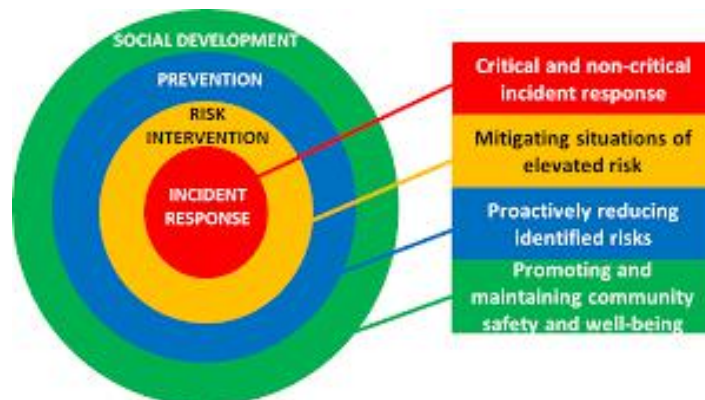 SOCIAL DEVELOPMENT
PREVENTION
RISK
INTERVENTION
INCIDENT
RESPONSE
Critical and non-critical
incident response
Mitigating situations of
elevated risk
Proactively reducing
identified risks
Promoting and
maintaining community
safety and well-being